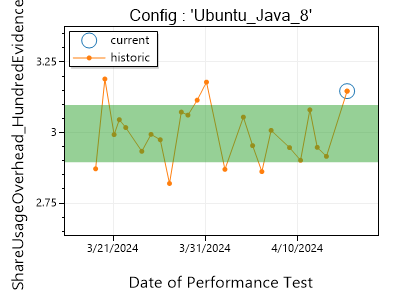 Config : 'Ubuntu_Java_8'
current
historic
ShareUsageOverhead_HundredEvidence
3.25
3
2.75
3/21/2024
3/31/2024
4/10/2024
Date of Performance Test